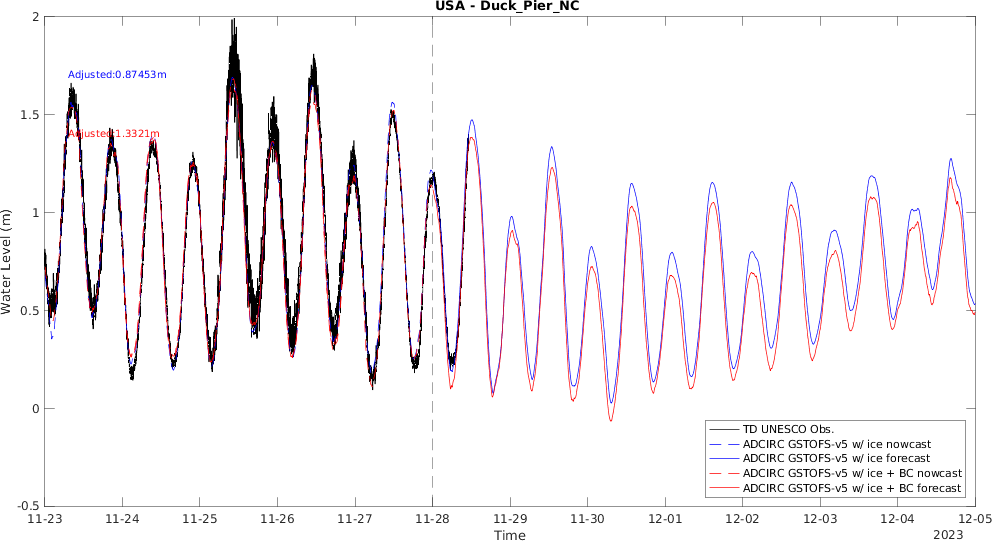 USA - Duck_Pier_NC
2
1.5
1
0.5
0
-0.5
Water Level (m)
Adjusted:0.87453m
Adjusted:1.3321m
TD UNESCO Obs.
ADCIRC GSTOFS-v5 w/ ice nowcast
ADCIRC GSTOFS-v5 w/ ice forecast
ADCIRC GSTOFS-v5 w/ ice + BC nowcast
ADCIRC GSTOFS-v5 w/ ice + BC forecast
11-23 11-24 11-25 11-26 11-27 11-28 11-29 11-30 12-01 12-02 12-03 12-04 12-05
Time
2023